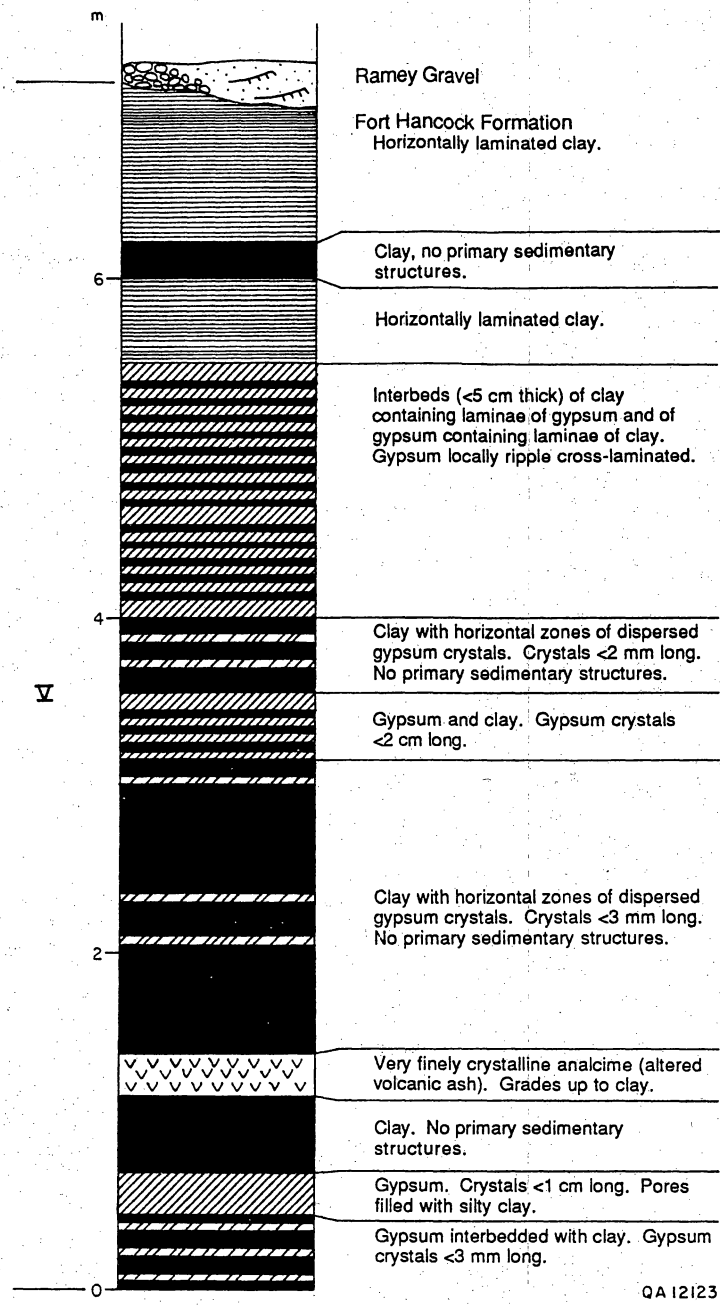 m
Ramey Gravel
Fort Hancock Formation
Horizontally laminated clay.
Clay, no primary sedimentary
structures.
6
Horizontally laminated clay.
Interbeds (<5 cm thick) of clay
containing laminae of gypsum and of
gypsum containing laminae of clay.
Gypsum locally ripple cross-laminated.
4
Clay with horizontal zones of dispersed
gypsum crystals. Crystals <2 mm long.
No primary sedimentary structures.
V
Gypsum and clay. Gypsum crystals
<2 cm long.
Clay with horizontal zones of dispersed
gypsum crystals. Crystals <3 mm long.
No primary sedimentary structures.
2
Very finely crystalline analcime (altered
volcanic ash). Grades up to clay.
Clay. No primary sedimentary
structures.
Gypsum. Crystals <1 cm long. Pores
filled with silty clay.
Gypsum interbedded with clay. Gypsum
crystals <3 mm long.
0
QA 12123